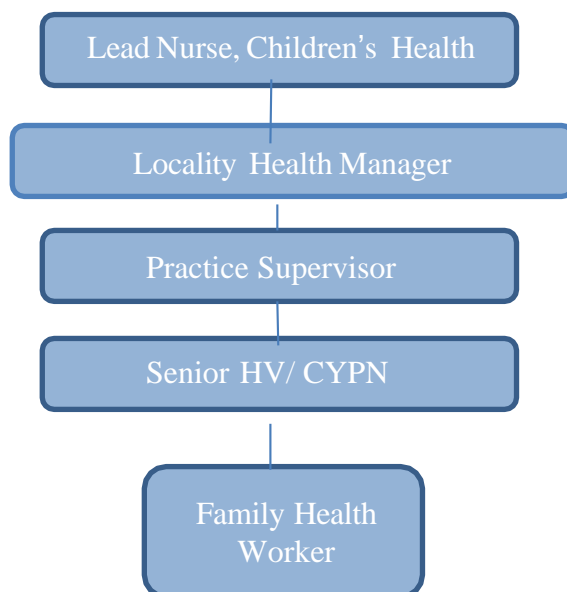 Lead Nurse, Children’s Health
Locality Health Manager
Practice Supervisor
Senior HV/ CYPN
Family Health
Worker